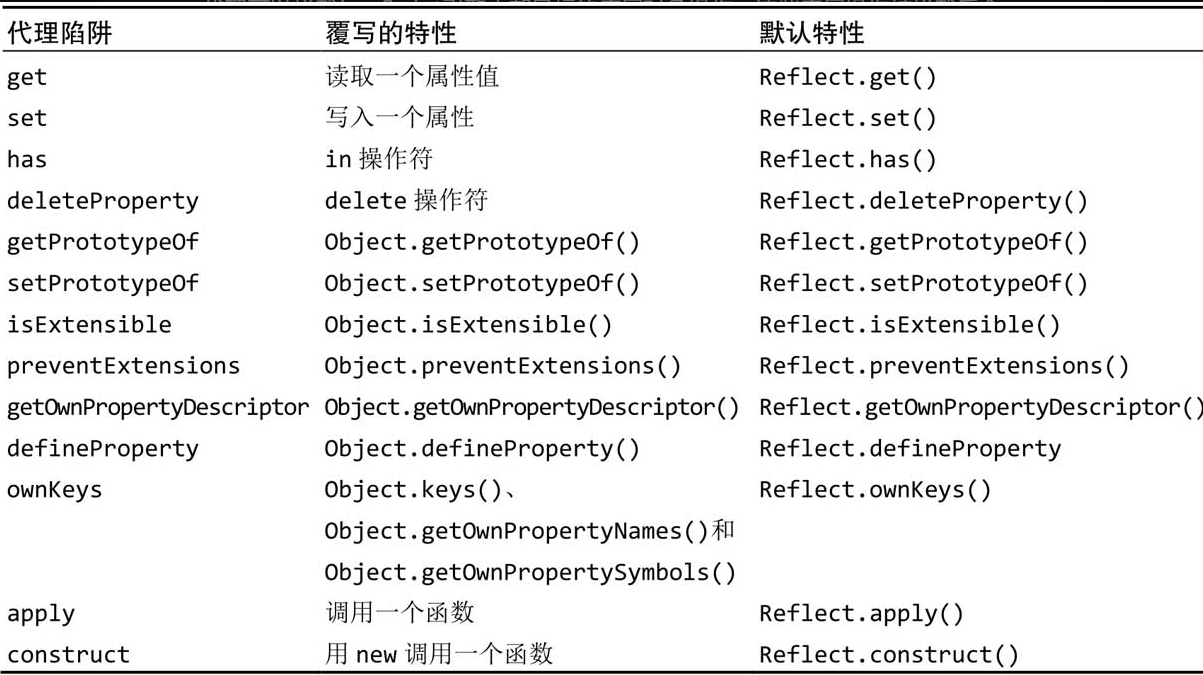 代理陷阱 覆写的特性 默认特性
get 读取一个属性值 Reflect.get()
set 写入一个属性 Reflect.set()
has in 操作符 Reflect.has()
deleteProperty delete 操作符 Reflect.deleteProperty()
getPrototypeOf Object.getPrototypeOf() Reflect.getPrototypeOf()
setPrototypeOf Object.setPrototypeOf() Reflect.setPrototypeOf()
isExtensible Object.isExtensible() Reflect.isExtensible()
preventExtensions Object.preventExtensions() Reflect.preventExtensions()
getOwnPropertyDescriptor Object.getOwnPropertyDescriptor() Reflect.getOwnPropertyDescriptor()
defineProperty Object.defineProperty() Reflect.defineProperty
ownKeys Object.keys()、 Reflect.ownKeys()
Object.getOwnPropertyNames()和
Object.getOwnPropertySymbols()
apply 调用一个函数 Reflect.apply()
construct 用 new 调用一个函数 Reflect.construct()